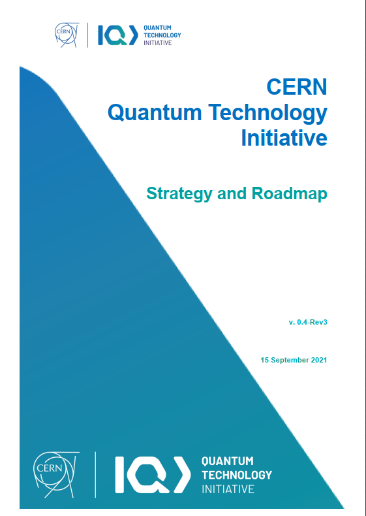 CERN
QUANTUM
TECHNOLOGY
INITIATIVE
CERN
Quantum Technology
Initiative
Strategy and Roadmap
v. 0.4-Rev3
15 September 2021
CERN
QUANTUM
TECHNOLOGY
INITIATIVE